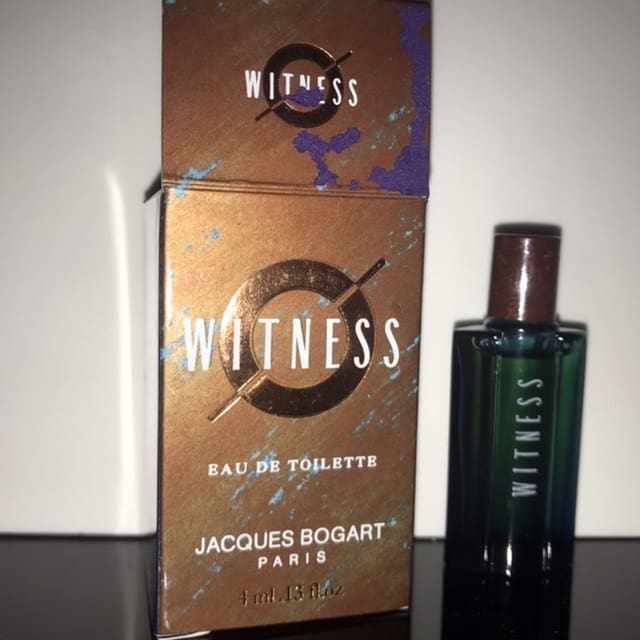 WITNESS
WITNESS
EAU DE TOILETTE
JACQUES BOGART
PARIS
4 ml .13 fl.oz
WITNESS